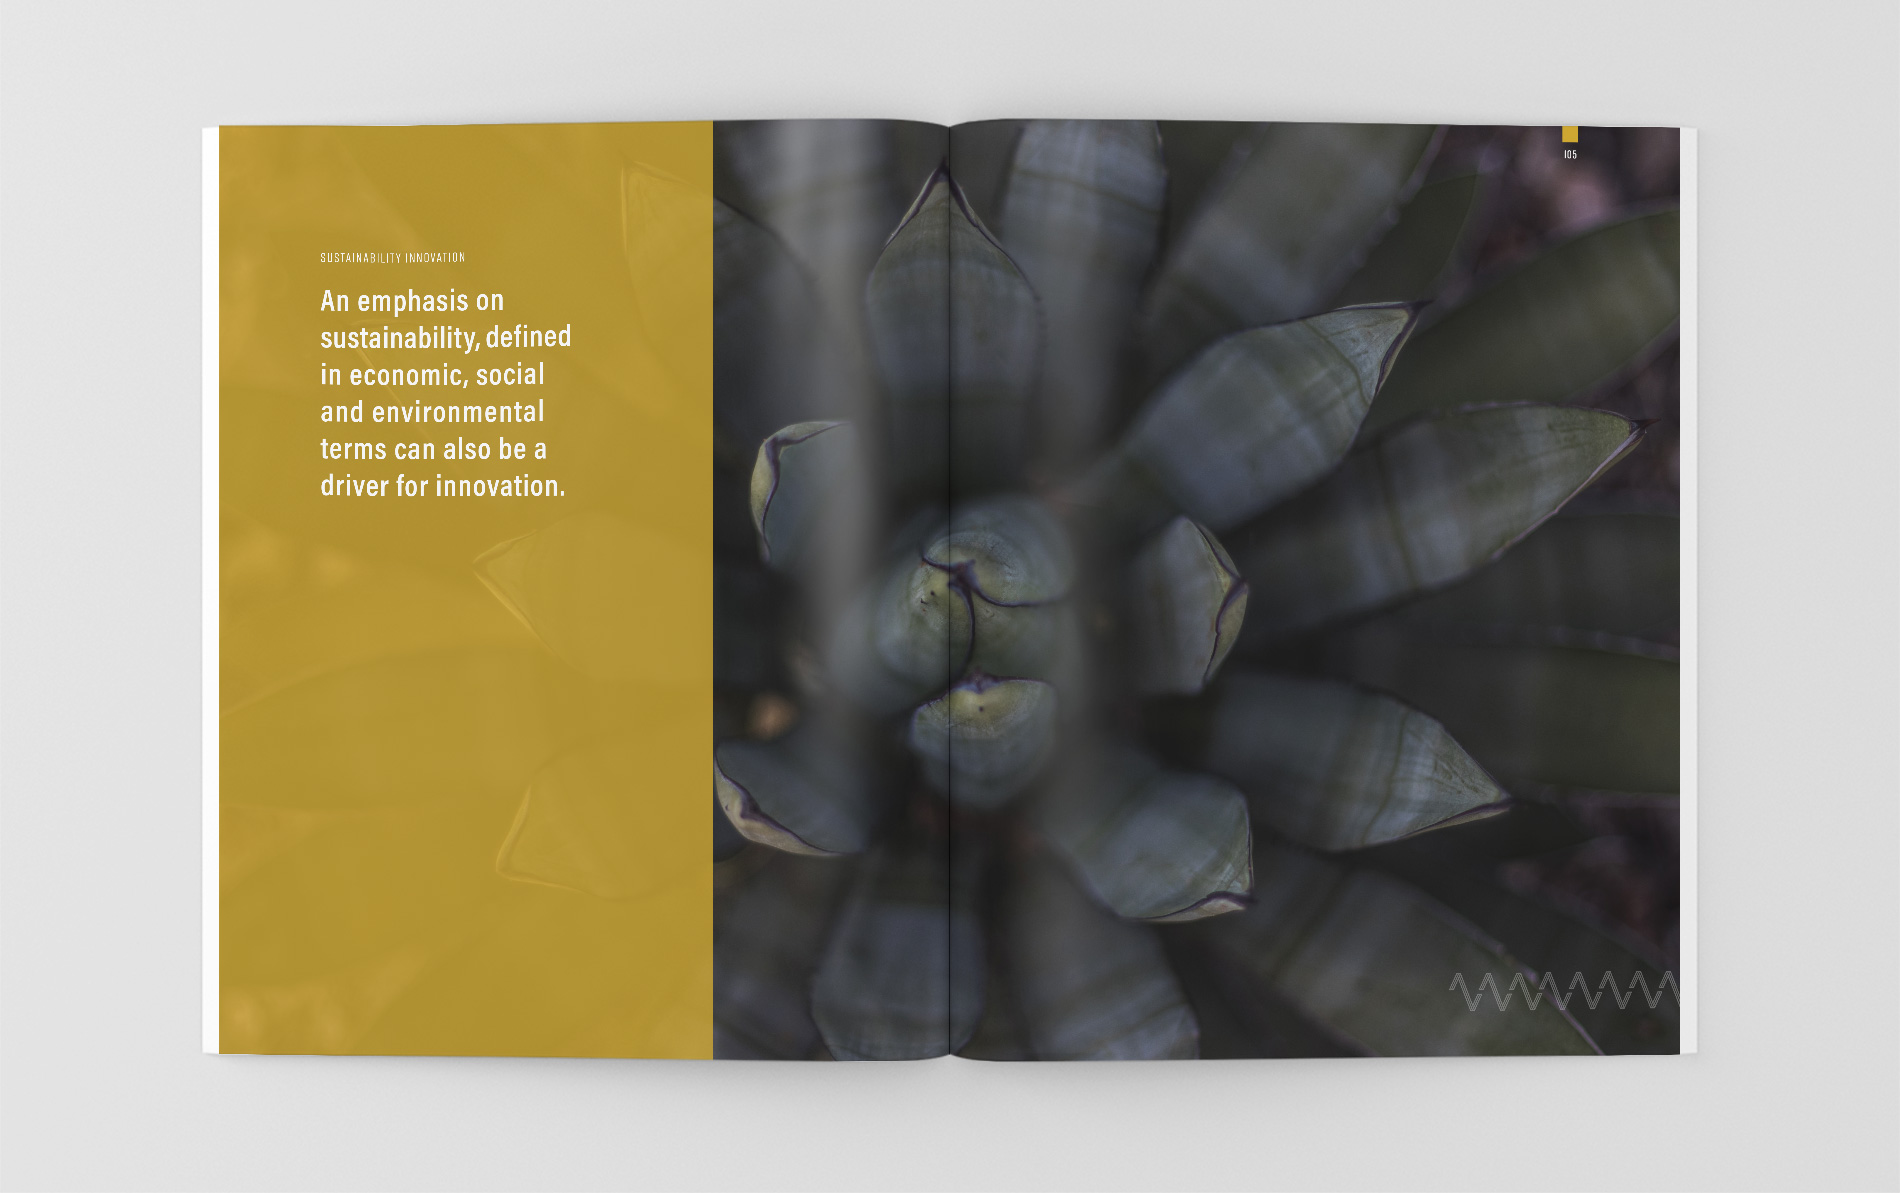 SUSTAINABILITY INNOVATION
An emphasis on
sustainability, defined
in economic, social
and environmental
terms can also be a
driver for innovation.
105